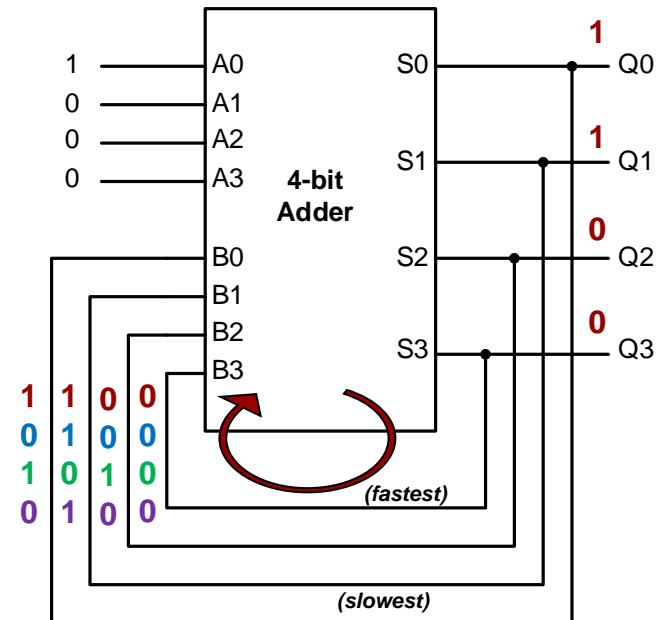 1
1 A0 S0 Q0
0 A1
1
0 A2 S1 Q1
0 A3 4-bit
Adder
0
B0 S2 Q2
B1
0
B2 S3 Q3
B3
1 1 0 0
0 1 0 0
1 0 1 0
0 1 0 0
(fastest)
(slowest)